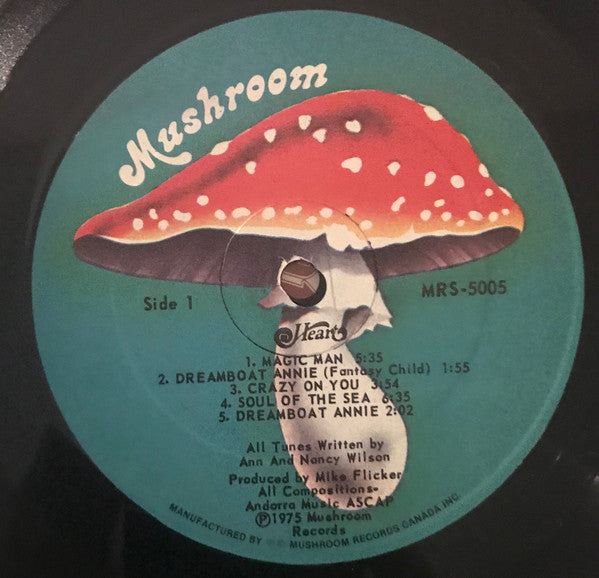 Mushroom
Side 1
MRS-5005
Heart
1. MAGIC MAN 5:35
2. DREAMBOAT ANNIE (Fantasy Child) 1:55
3. CRAZY ON YOU 3:54
4. SOUL OF THE SEA 6:35
5. DREAMBOAT ANNIE 2:02
All Tunes Written by
Ann And Nancy Wilson
Produced by Mike Flicker
All Compositions-
Andorra Music ASCAP
Ⓟ1975 Mushroom
Records
MANUFACTURED BY MUSHROOM RECORDS CANADA INC.